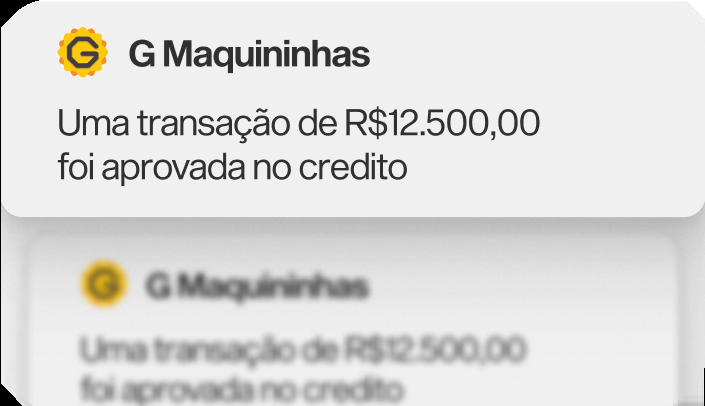 G Maquininhas
Uma transação de R$12.500,00
foi aprovada no credito
G Maquininhas
Uma transação de R$12.500,00
foi aprovada no credito